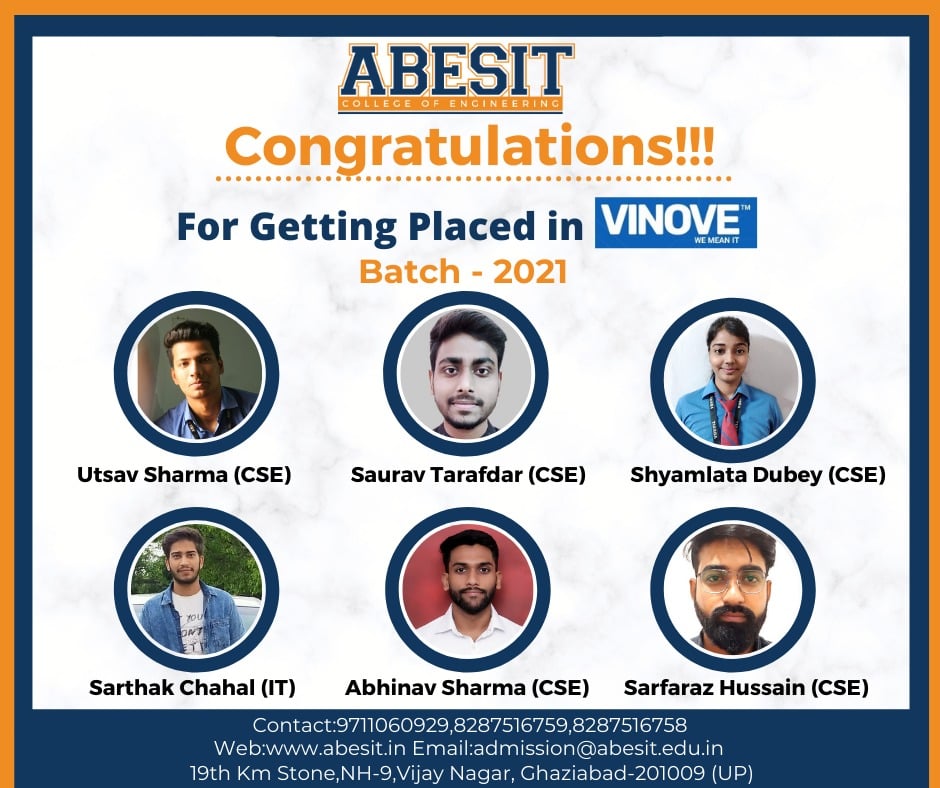 ABESIT
COLLEGE OF ENGINEERING
Congratulations!!!
For Getting Placed in VINOVE™
WE MEAN IT
Batch - 2021
Utsav Sharma (CSE)
Saurav Tarafdar (CSE)
Shyamlata Dubey (CSE)
Sarthak Chahal (IT)
Abhinav Sharma (CSE)
Sarfaraz Hussain (CSE)
Contact:9711060929,8287516759,8287516758
Web:www.abesit.in Email:admission@abesit.edu.in
19th Km Stone,NH-9,Vijay Nagar, Ghaziabad-201009 (UP)